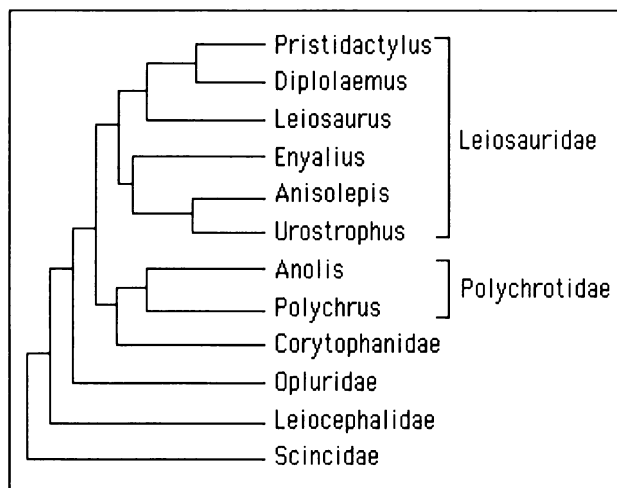 Pristidactylus
Diplolaemus
Leiosaurus
Enyalius
Anisolepis
Urostrophus
Leiosauridae
Anolis
Polychrus
Polychrotidae
Corytophanidae
Opluridae
Leiocephalidae
Scincidae